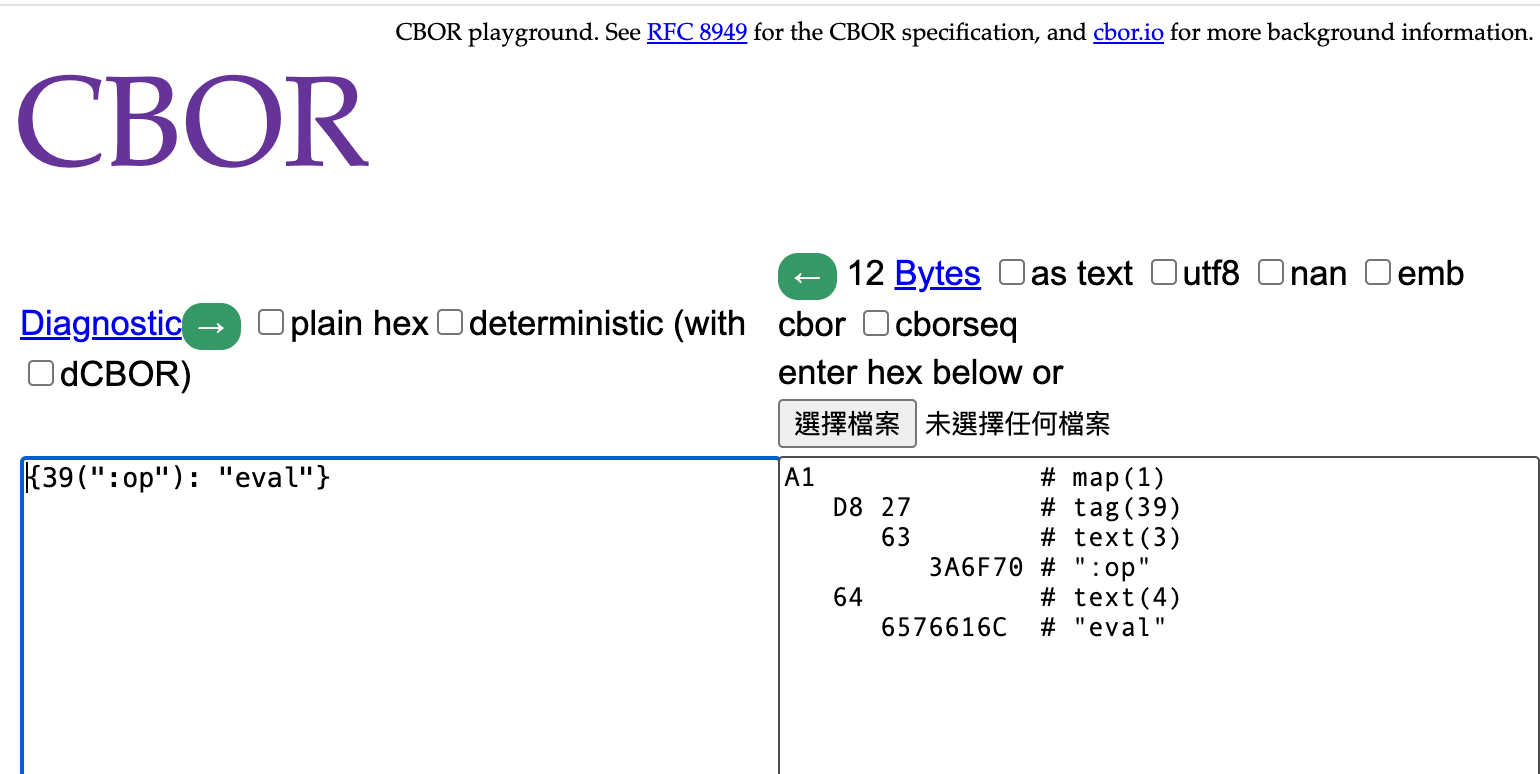 CBOR playground. See RFC 8949 for the CBOR specification, and cbor.io for more background information.
CBOR
Diagnostic→ plain hex deterministic (with
dCBOR)
← 12 Bytes as text utf8 nan emb
cbor cborseq
enter hex below or
選擇檔案 未選擇任何檔案
{39(":op"): "eval"}
A1 # map(1)
D8 27 # tag(39)
63 # text(3)
3A6F70 # ":op"
64 # text(4)
6576616C # "eval"